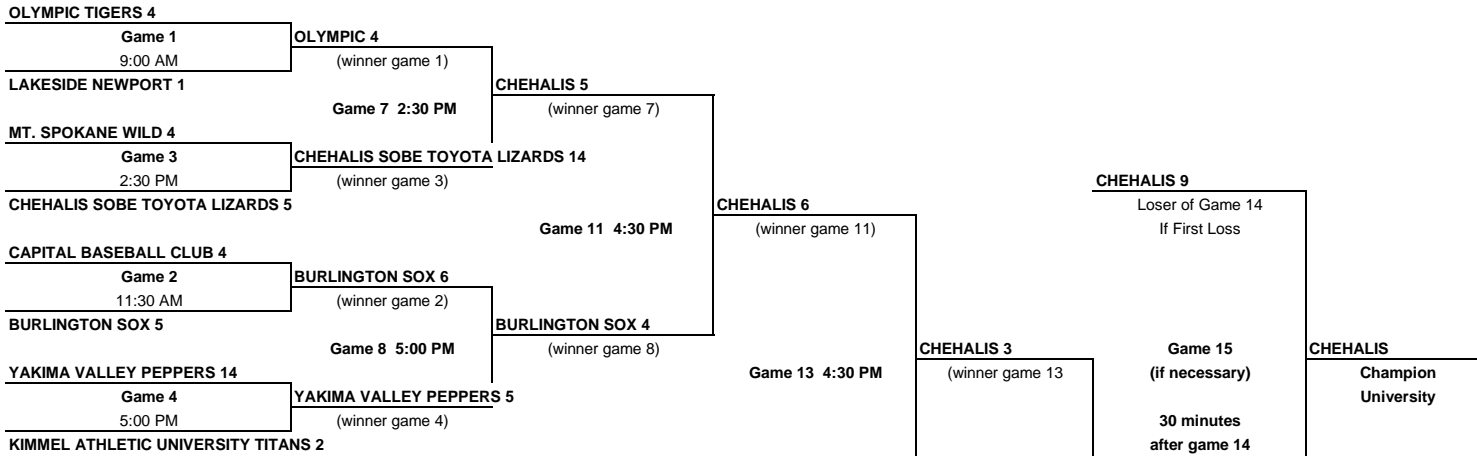 OLYMPIC TIGERS 4
Game 1
OLYMPIC 4
9:00 AM
(winner game 1)
LAKESIDE NEWPORT 1
CHEHALIS 5
Game 7 2:30 PM
(winner game 7)
MT. SPOKANE WILD 4
Game 3
CHEHALIS SOBE TOYOTA LIZARDS 14
2:30 PM
(winner game 3)
CHEHALIS 9
CHEHALIS SOBE TOYOTA LIZARDS 5
CHEHALIS 6
Loser of Game 14
Game 11 4:30 PM
(winner game 11)
If First Loss
CAPITAL BASEBALL CLUB 4
Game 2
BURLINGTON SOX 6
11:30 AM
(winner game 2)
BURLINGTON SOX 5
BURLINGTON SOX 4
Game 8 5:00 PM
(winner game 8)
CHEHALIS 3
Game 15
CHEHALIS
YAKIMA VALLEY PEPPERS 14
Game 13 4:30 PM
(winner game 13
(if necessary)
Champion
Game 4
YAKIMA VALLEY PEPPERS 5
University
5:00 PM
(winner game 4)
30 minutes
KIMMEL ATHLETIC UNIVERSITY TITANS 2
after game 14